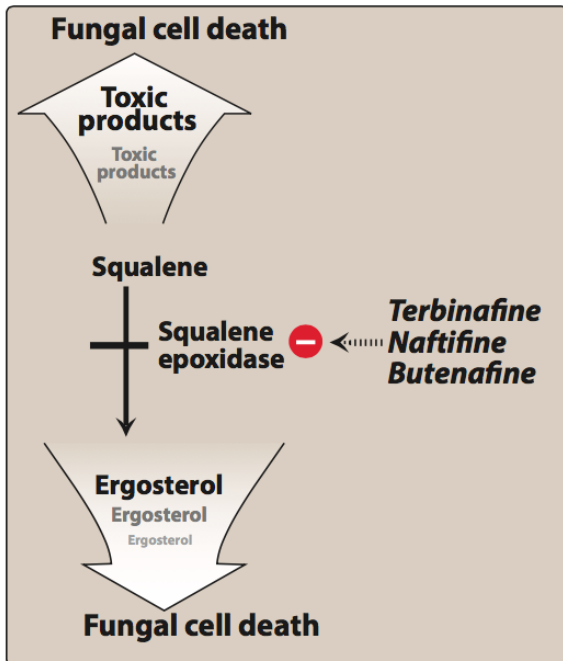 Fungal cell death
Toxic
products
Toxic
products
Squalene
Squalene
epoxidase
Terbinafine
Naftifine
Butenafine
Ergosterol
Ergosterol
Ergosterol
Fungal cell death